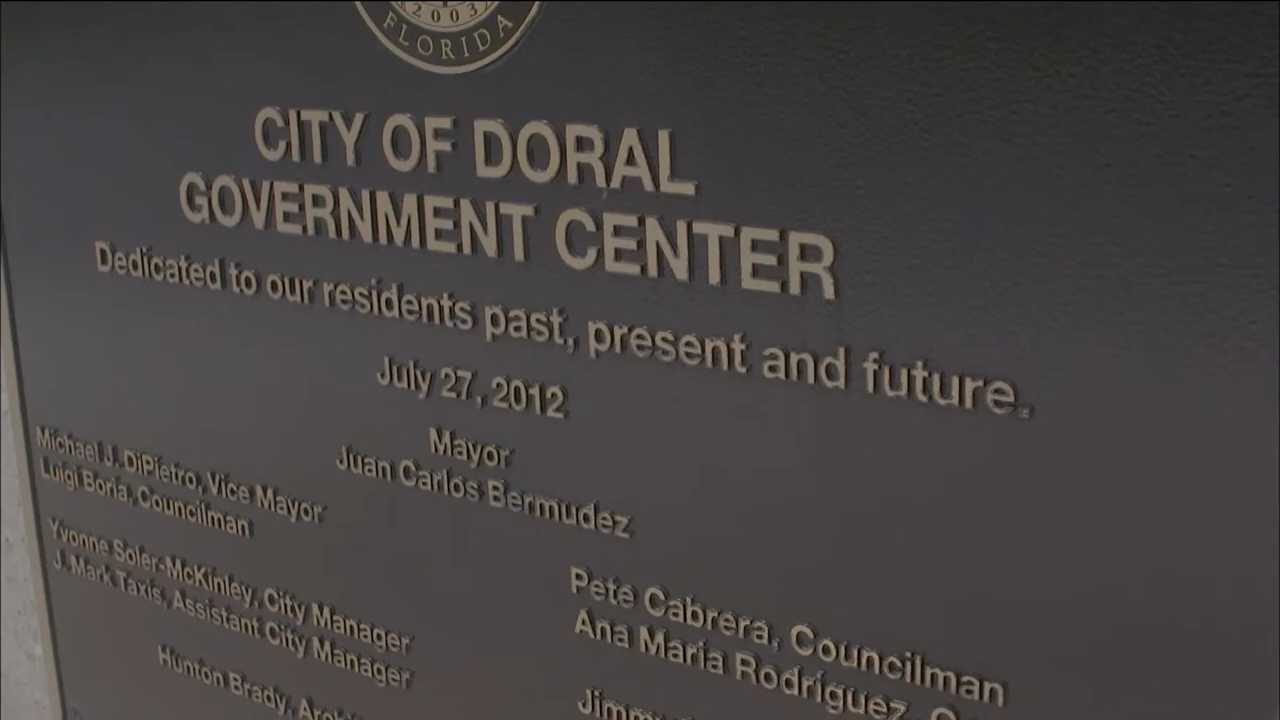 2003
FLORIDA
CITY OF DORAL
GOVERNMENT CENTER
Dedicated to our residents past, present and future.
July 27, 2012
Mayor
Juan Carlos Bermudez
Michael J. DiPietro, Vice Mayor
Luigi Boria, Councilman
Yvonne Soler-McKinley, City Manager
J. Mark Taxis, Assistant City Manager
Hunton Brady,
Pete Cabrera, Councilman
Ana Maria Rodriguez,